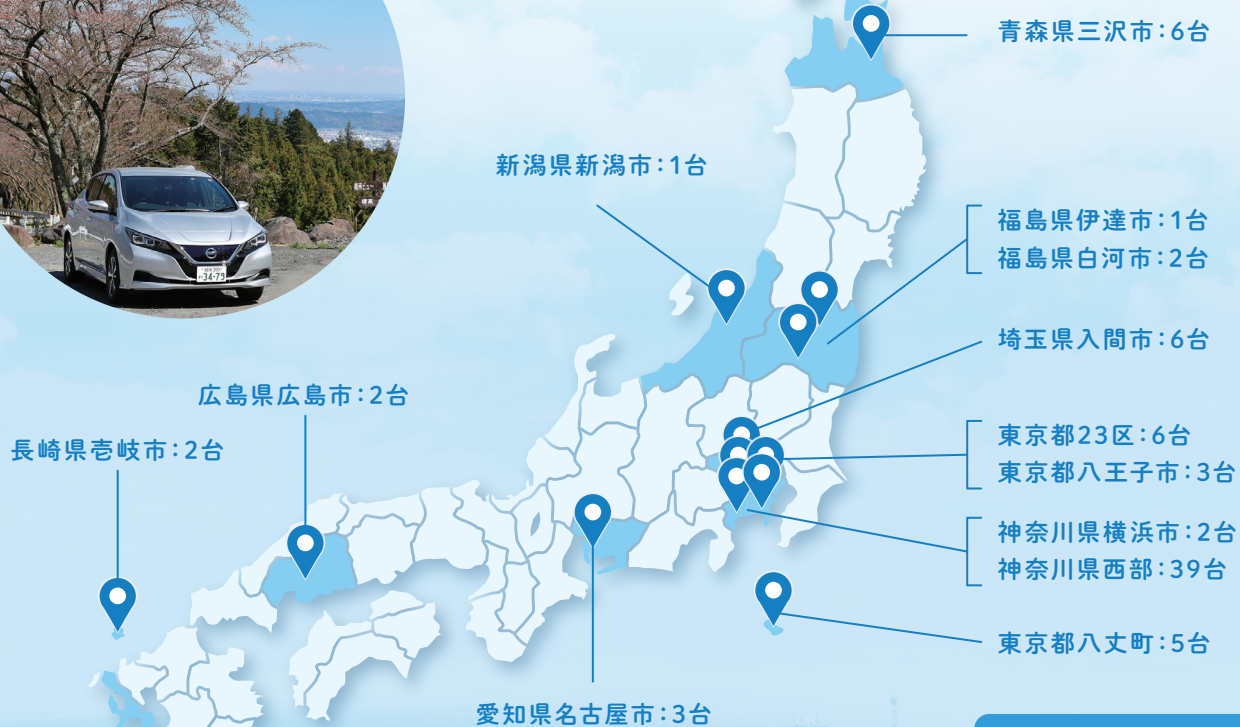 青森県三沢市：6台
新潟県新潟市：1台
福島県伊達市：1台
福島県白河市：2台
埼玉県入間市：6台
広島県広島市：2台
長崎県壱岐市：2台
東京都23区：6台
東京都八王子市：3台
神奈川県横浜市：2台
神奈川県西部：39台
東京都八丈町：5台
愛知県名古屋市：3台
34-79